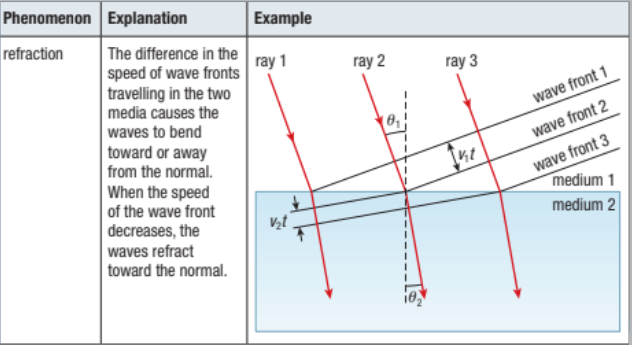 Phenomenon Explanation Example
refraction
The difference in the
speed of wave fronts
travelling in the two
media causes the
waves to bend
toward or away
from the normal.
When the speed
of the wave front
decreases, the
waves refract
toward the normal.
ray 1 ray 2 ray 3
wave front 1
wave front 2
wave front 3
θ₁
v₁t
medium 1
medium 2
v₂t
θ₂